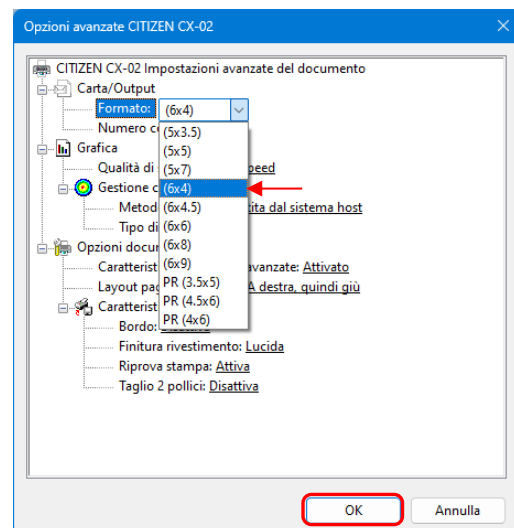 Opzioni avanzate CITIZEN CX-02
CITIZEN CX-02 Impostazioni avanzate del documento
Carta/Output
Formato: (6x4)
Numero c
(5x3.5)
Grafica
(5x5)
Qualità di
(5x7)
peed
Gestione c
(6x4)
Metod
(6x4.5)
tita dal sistema host
Tipo di
(6x6)
Opzioni docu
(6x8)
Caratterist
(6x9)
avanzate: Attivato
Layout pag
PR (3.5x5)
A destra, quindi giù
Caratterist
PR (4.5x6)
Bordo:
PR (4x6)
Finitura rivestimento: Lucida
Riprova stampa: Attiva
Taglio 2 pollici: Disattiva
OK
Annulla